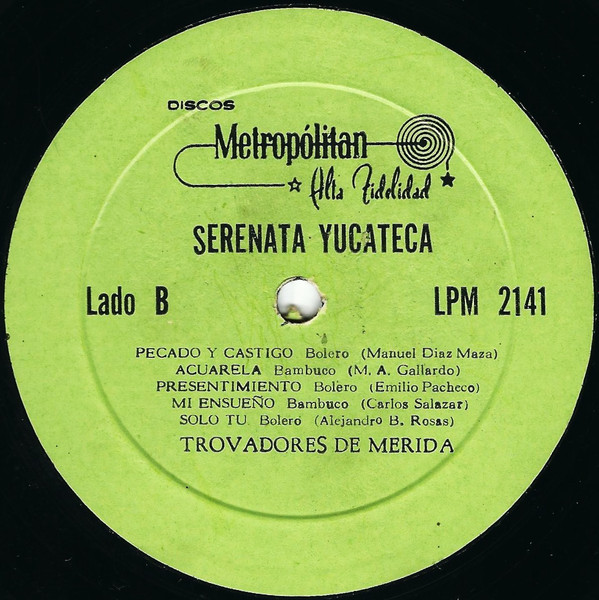 DISCOS
Metropólitan
Alta Fidelidad
SERENATA YUCATECA
Lado B
LPM 2141
PECADO Y CASTIGO Bolero (Manuel Diaz Maza)
ACUARELA Bambuco (M. A. Gallardo)
PRESENTIMIENTO Bolero (Emilio Pacheco)
MI ENSUEÑO Bambuco (Carlos Salazar)
SOLO TU Bolero (Alejandro B. Rosas)
TROVADORES DE MERIDA